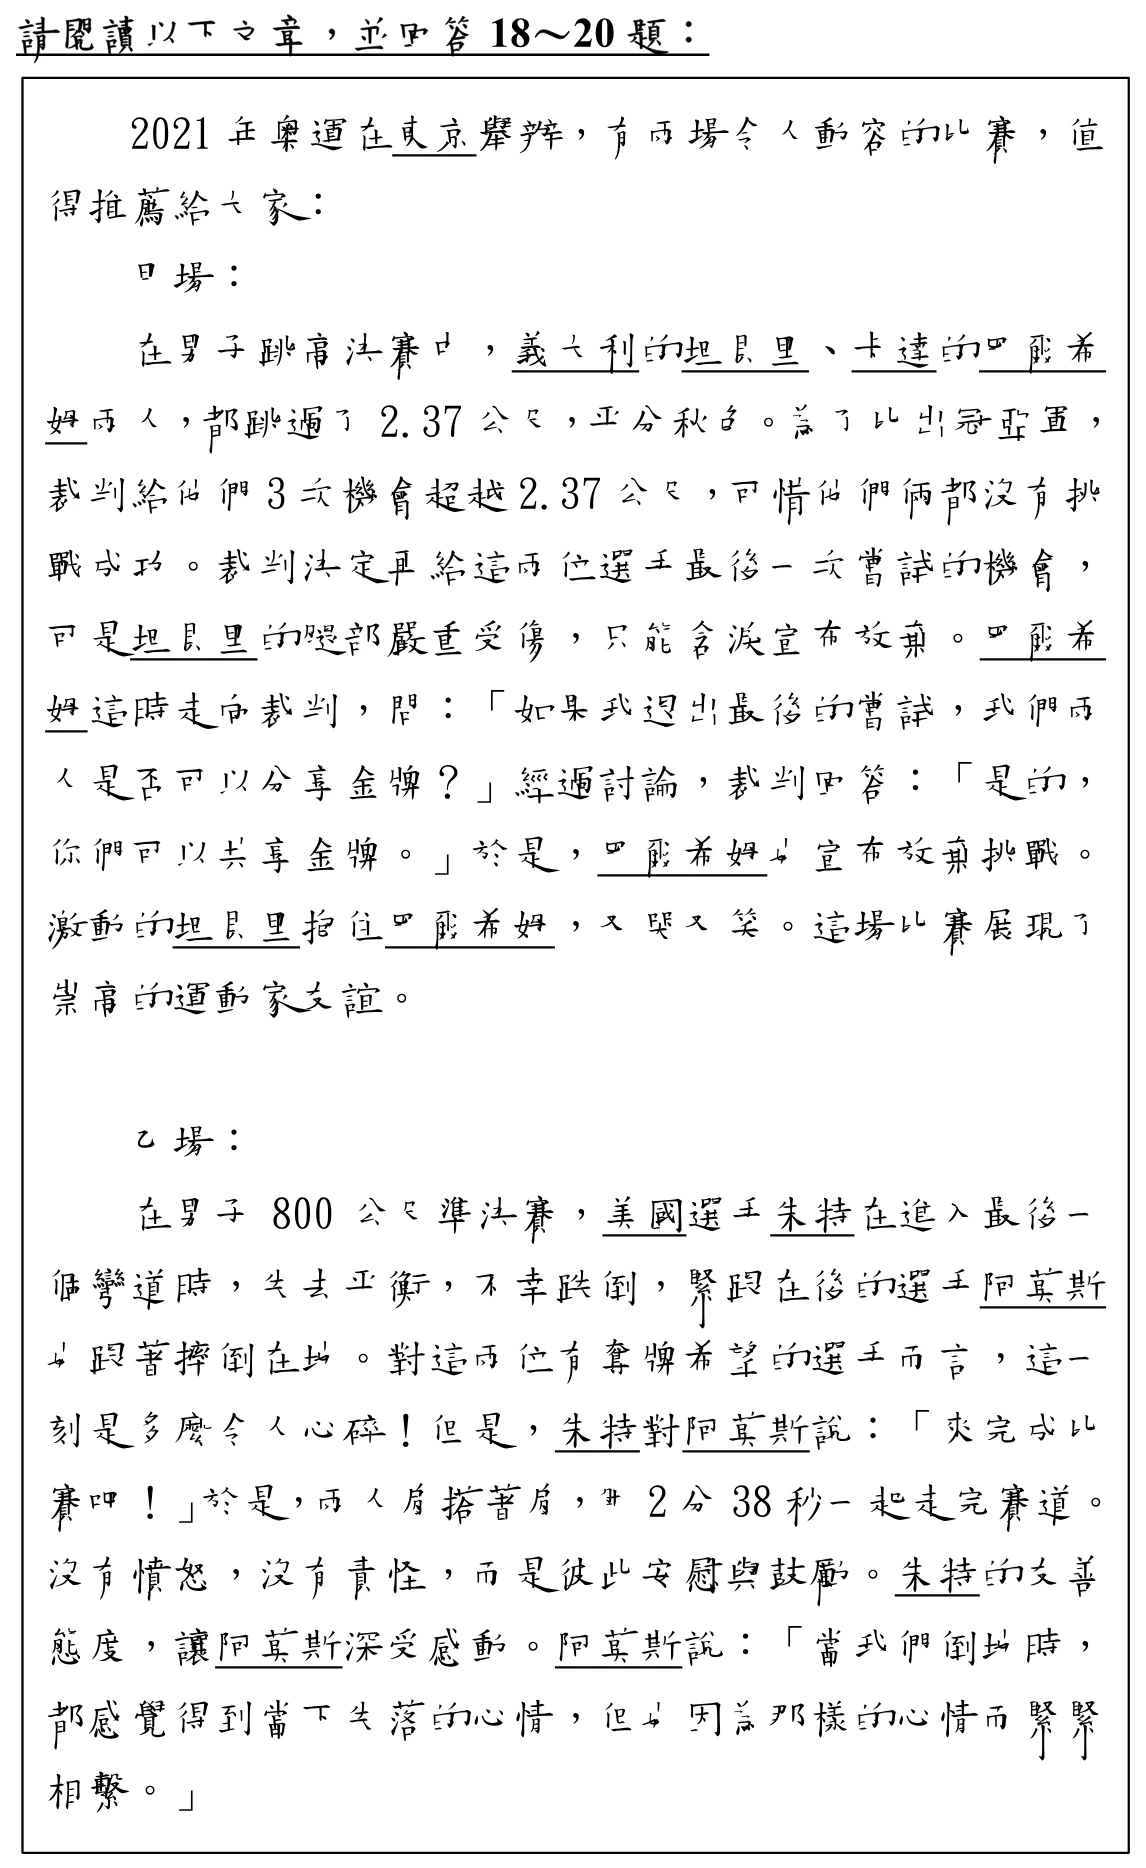 請閱讀以下文章，並回答 18～20 題：
2021 年奧運在東京舉辦，有兩場令人動容的比賽，值
得推薦給大家：
甲場：
在男子跳高決賽中，義大利的坦貝里、卡達的巴爾希
姆兩人，都跳過了 2.37 公尺，平分秋色。為了比出冠亞軍，
裁判給他們 3 次機會超越 2.37 公尺，可惜他們倆都沒有挑
戰成功。裁判決定再給這兩位選手最後一次嘗試的機會，
可是坦貝里的腿部嚴重受傷，只能含淚宣布放棄。巴爾希
姆這時走向裁判，問：「如果我退出最後的嘗試，我們兩
人是否可以分享金牌？」經過討論，裁判回答：「是的，
你們可以共享金牌。」於是，巴爾希姆也宣布放棄挑戰。
激動的坦貝里抱住巴爾希姆，又哭又笑。這場比賽展現了
崇高的運動家友誼。
乙場：
在男子 800 公尺準決賽，美國選手朱特在進入最後一
個彎道時，失去平衡，不幸跌倒，緊跟在後的選手阿莫斯
也跟著摔倒在地。對這兩位有奪牌希望的選手而言，這一
刻是多麼令人心碎！但是，朱特對阿莫斯說：「來完成比
賽吧！」於是，兩人肩搭著肩，用 2 分 38 秒一起走完賽道。
沒有憤怒，沒有責怪，而是彼此安慰與鼓勵。朱特的友善
態度，讓阿莫斯深受感動。阿莫斯說：「當我們倒地時，
都感覺得到當下失落的心情，但也因為那樣的心情而緊緊
相繫。」